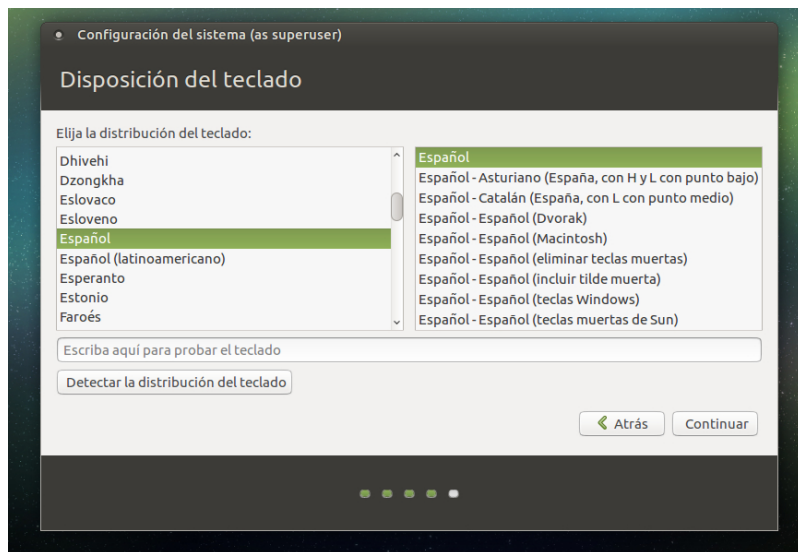 Configuración del sistema (as superuser)
Disposición del teclado
Elija la distribución del teclado:
Dhivehi
Dzongkha
Eslovaco
Esloveno
Español
Español (latinoamericano)
Esperanto
Estonio
Faroés
Español
Español - Asturiano (España, con H y L con punto bajo)
Español - Catalán (España, con L con punto medio)
Español - Español (Dvorak)
Español - Español (Macintosh)
Español - Español (eliminar teclas muertas)
Español - Español (incluir tilde muerta)
Español - Español (teclas Windows)
Español - Español (teclas muertas de Sun)
Escriba aquí para probar el teclado
Detectar la distribución del teclado
Atrás
Continuar